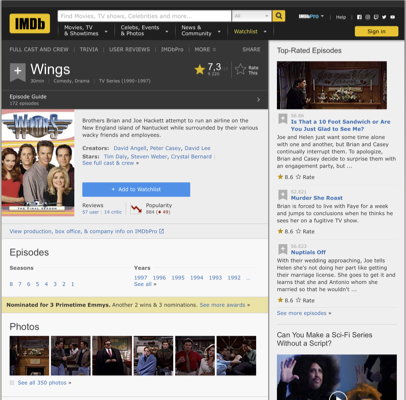 IMDb
Find Movies, TV shows, Celebrities and more...
All
IMDbPro
Help
Movies, TV & Showtimes
Celebs, Events & Photos
News & Community
Watchlist
Sign in
FULL CAST AND CREW
TRIVIA
USER REVIEWS
IMDbPro
MORE
SHARE
Wings
30min | Comedy, Drama | TV Series (1990–1997)
7,3
Rate This
Episode Guide
172 episodes
WINGS
Brothers Brian and Joe Hackett attempt to run an airline on the New England island of Nantucket while surrounded by their various wacky friends and employees.
Creators: David Angell, Peter Casey, David Lee
Stars: Tim Daly, Steven Weber, Crystal Bernard
See full cast & crew »
+ Add to Watchlist
Reviews
57 user | 14 critic
Popularity
884
View production, box office, & company info on IMDbPro
Episodes
Seasons
8 7 6 5 4 3 2 1
Years
1997 1996 1995 1994 1993 1992 ...
See all »
Nominated for 3 Primetime Emmys. Another 2 wins & 3 nominations. See more awards »
Photos
See all 350 photos »
Top-Rated Episodes
Is That a 10 Foot Sandwich or Are You Just Glad to See Me?
Joe and Helen just want some time alone with one and another, but Brian and Casey continually interrupt them. To apologize, Brian and Casey decide to surprise them with an engagement party, but ...
8.6 Rate
Murder She Roast
Brian is forced to live with Faye for a week and jumps to conclusions when he thinks he sees her on a fugitive TV show.
8.6 Rate
Nuptials Off
With their wedding approaching, Joe tells Helen she's not doing her part like getting their marriage license. She goes to get it and learns that she and Antonio whom she married so that he wouldn't ...
8.6 Rate
See more episodes »
Can You Make a Sci-Fi Series Without a Script?